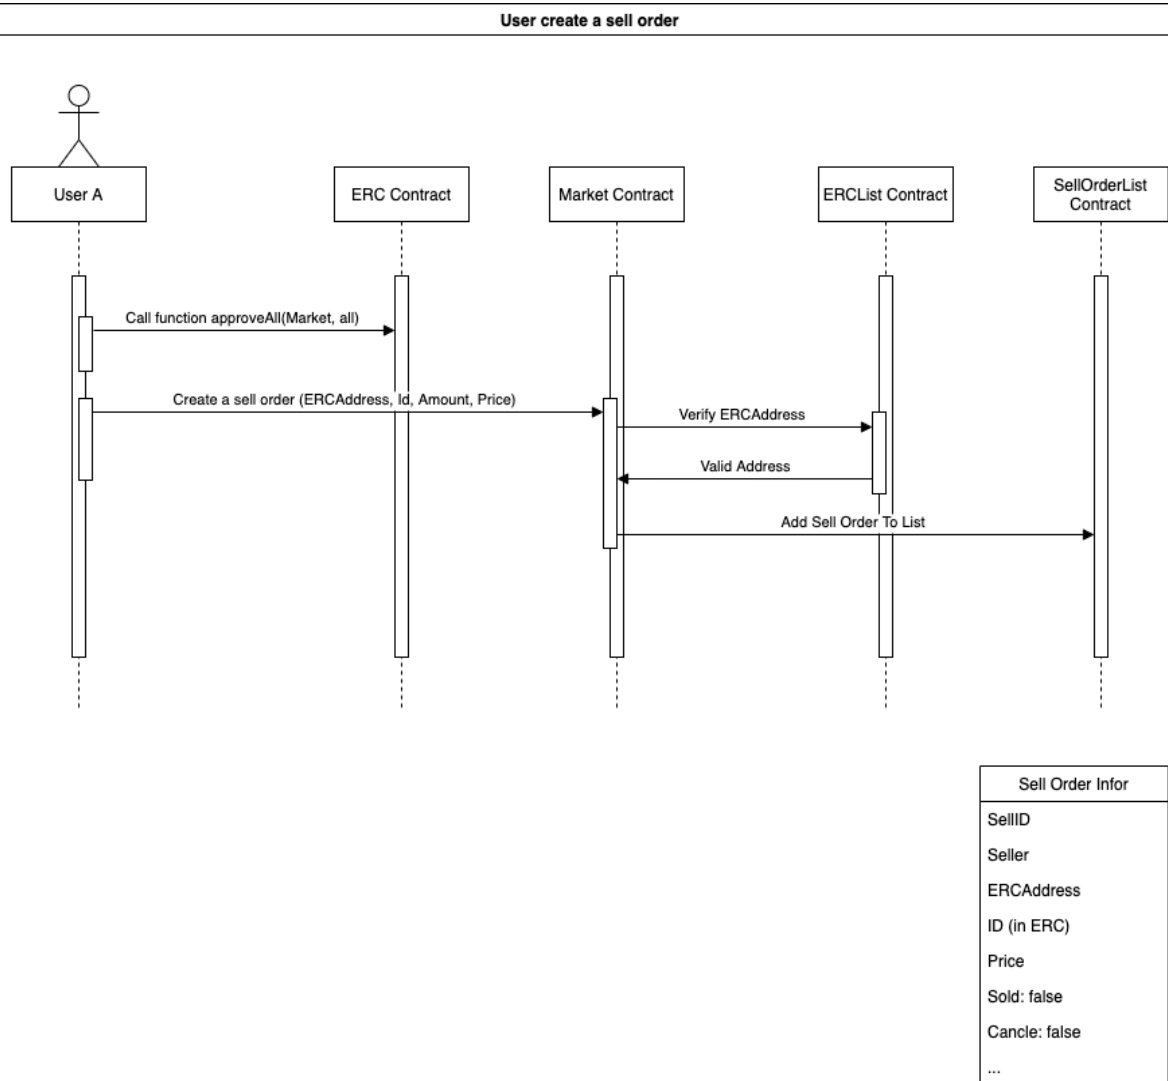 User create a sell order
User A
ERC Contract
Market Contract
ERCList Contract
SellOrderList
Contract
Call function approveAll(Market, all)
Create a sell order (ERCAddress, Id, Amount, Price)
Verify ERCAddress
Valid Address
Add Sell Order To List
Sell Order Infor
SellID
Seller
ERCAddress
ID (in ERC)
Price
Sold: false
Cancle: false
...